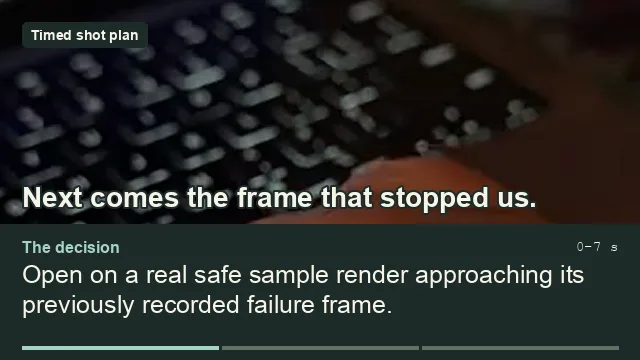 Timed shot plan
Next comes the frame that stopped us.
The decision
0–7 s
Open on a real safe sample render approaching its
previously recorded failure frame.